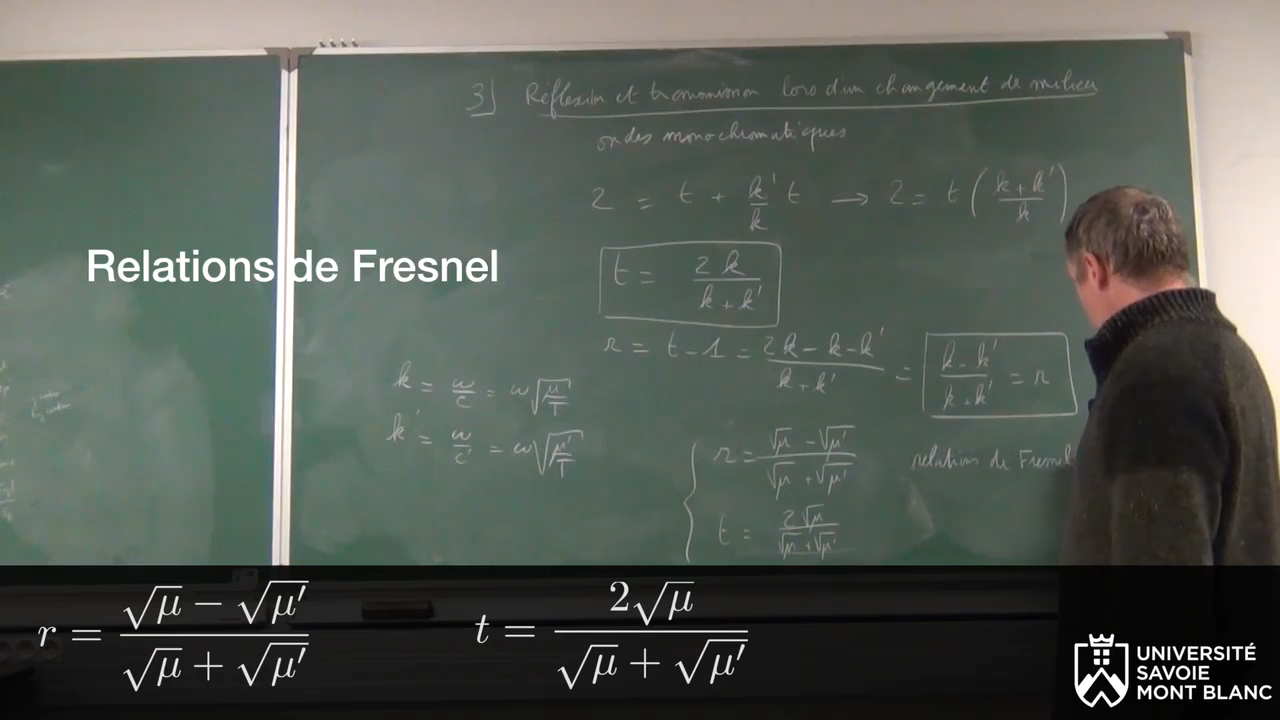 3) Réflexion et transmission lors d'un changement de milieu
ondes monochromatiques
2 = t + k'/k t → 2 = t ( (k + k')/k )
Relations de Fresnel
t = 2k/(k + k')
r = t - 1 = (2k - k - k')/(k + k') = (k - k')/(k + k') = r
k = ω/c = ω√(μ/T)
k' = ω/c' = ω√(μ'/T)
r = (√μ - √μ')/(√μ + √μ')
relations de Fresnel
t = 2√μ/(√μ + √μ')
r = (√μ − √μ')/(√μ + √μ')
t = 2√μ/(√μ + √μ')
UNIVERSITÉ
SAVOIE
MONT BLANC